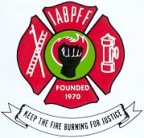 IABPFF
FOUNDED
1970
KEEP THE FIRE BURNING FOR JUSTICE